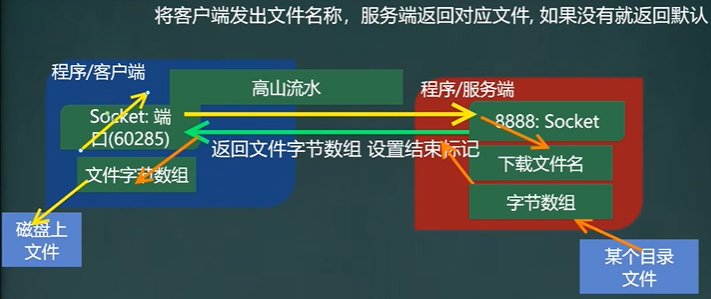 将客户端发出文件名称，服务端返回对应文件, 如果没有就返回默认
程序/客户端
高山流水
程序/服务端
Socket: 端
口(60285)
8888: Socket
返回文件字节数组 设置结束标记
下载文件名
文件字节数组
字节数组
磁盘上
文件
某个目录
文件